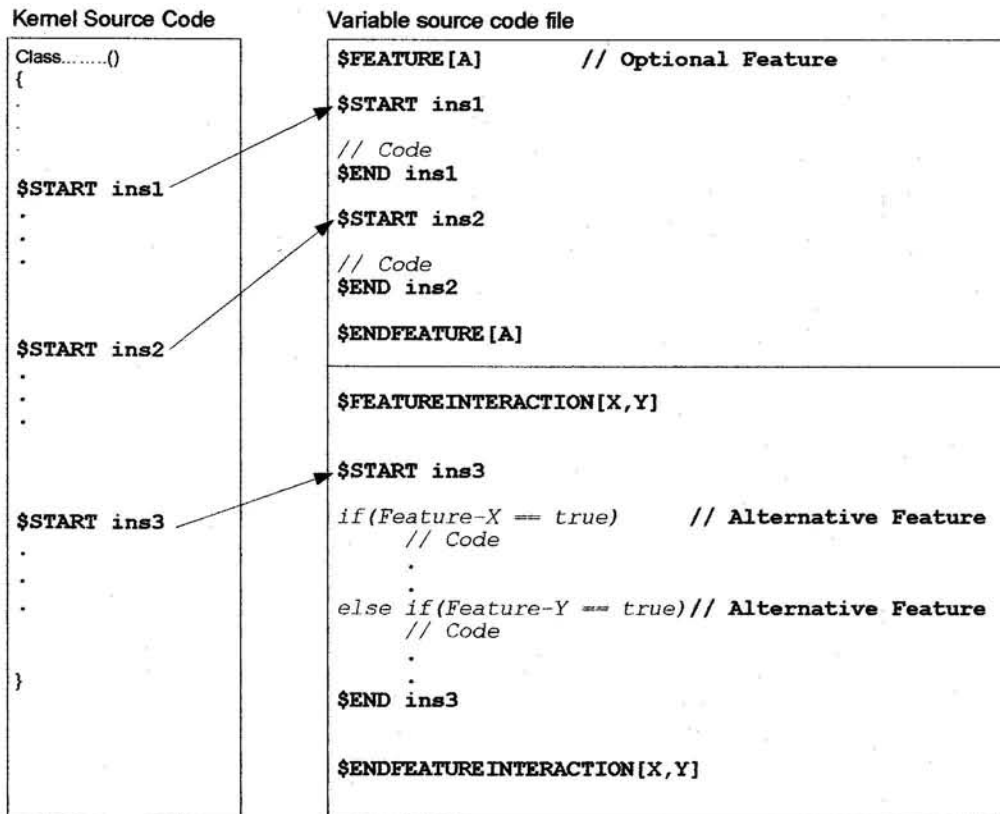 Kernel Source Code
Class........()
{
.
.
.
$START ins1
.
.
.
$START ins2
.
.
.
$START ins3
.
.
.
}
Variable source code file
$FEATURE[A] // Optional Feature
$START ins1
// Code
$END ins1
$START ins2
// Code
$END ins2
$ENDFEATURE[A]
$FEATUREINTERACTION[X,Y]
$START ins3
if(Feature-X == true) // Alternative Feature
// Code
.
.
else if(Feature-Y == true)// Alternative Feature
// Code
.
.
$END ins3
$ENDFEATUREINTERACTION[X,Y]